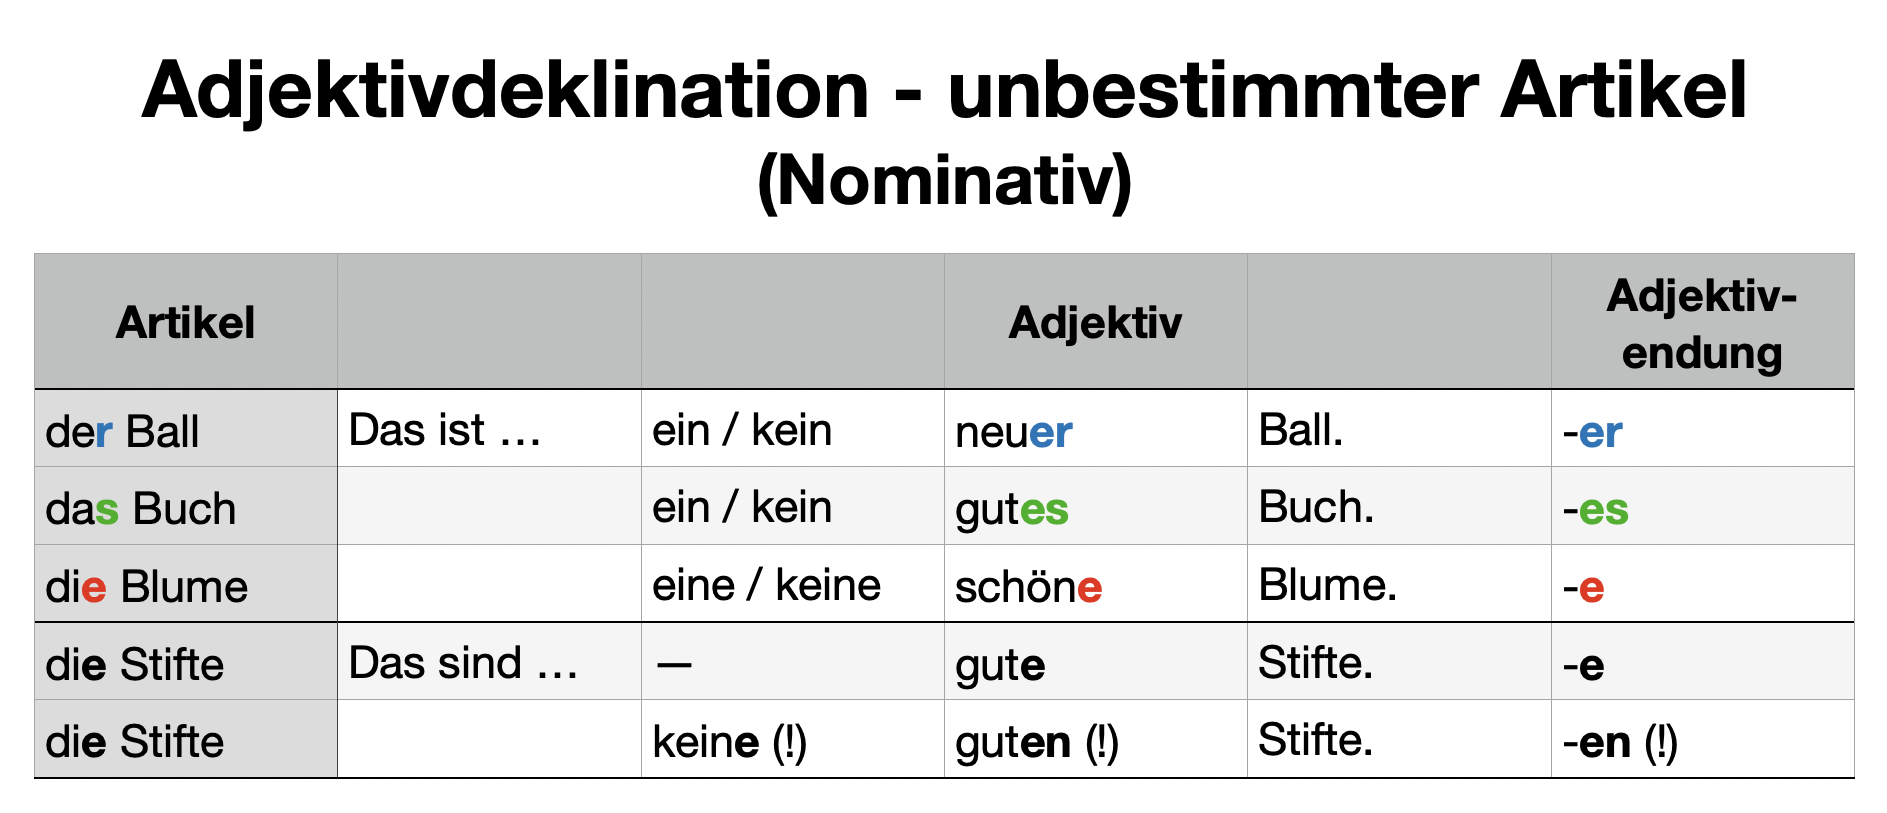 Adjektivdeklination - unbestimmter Artikel
(Nominativ)
Artikel Adjektiv Adjektiv-
endung
der Ball Das ist … ein / kein neuer Ball. -er
das Buch ein / kein gutes Buch. -es
die Blume eine / keine schöne Blume. -e
die Stifte Das sind … — gute Stifte. -e
die Stifte keine (!) guten (!) Stifte. -en (!)